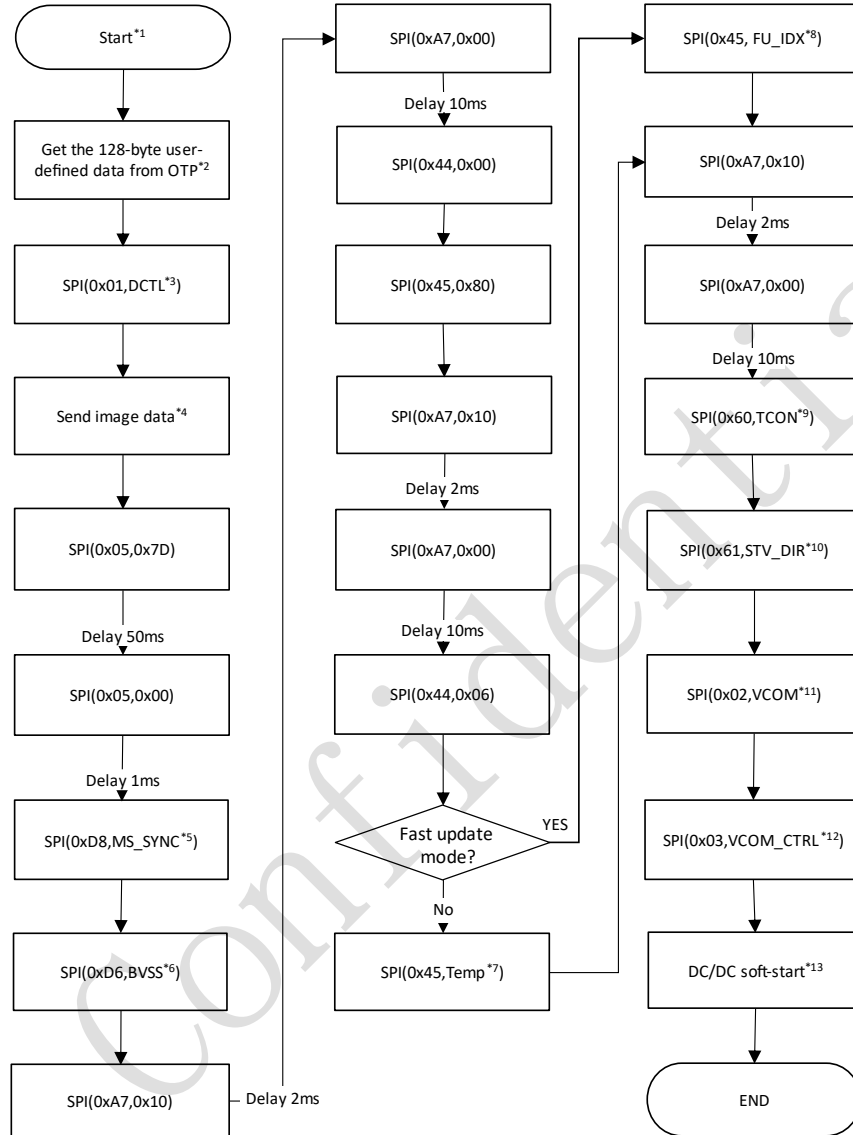 Start*1
Get the 128-byte user-
defined data from OTP*2
SPI(0x01,DCTL*3)
Send image data*4
SPI(0x05,0x7D)
Delay 50ms
SPI(0x05,0x00)
Delay 1ms
SPI(0xD8,MS_SYNC*5)
SPI(0xD6,BVSS*6)
SPI(0xA7,0x10)
Delay 2ms
SPI(0xA7,0x00)
Delay 10ms
SPI(0x44,0x00)
SPI(0x45,0x80)
SPI(0xA7,0x10)
Delay 2ms
SPI(0xA7,0x00)
Delay 10ms
SPI(0x44,0x06)
Fast update
mode?
YES
No
SPI(0x45,Temp*7)
SPI(0x45, FU_IDX*8)
SPI(0xA7,0x10)
Delay 2ms
SPI(0xA7,0x00)
Delay 10ms
SPI(0x60,TCON*9)
SPI(0x61,STV_DIR*10)
SPI(0x02,VCOM*11)
SPI(0x03,VCOM_CTRL*12)
DC/DC soft-start*13
END
Confidentia